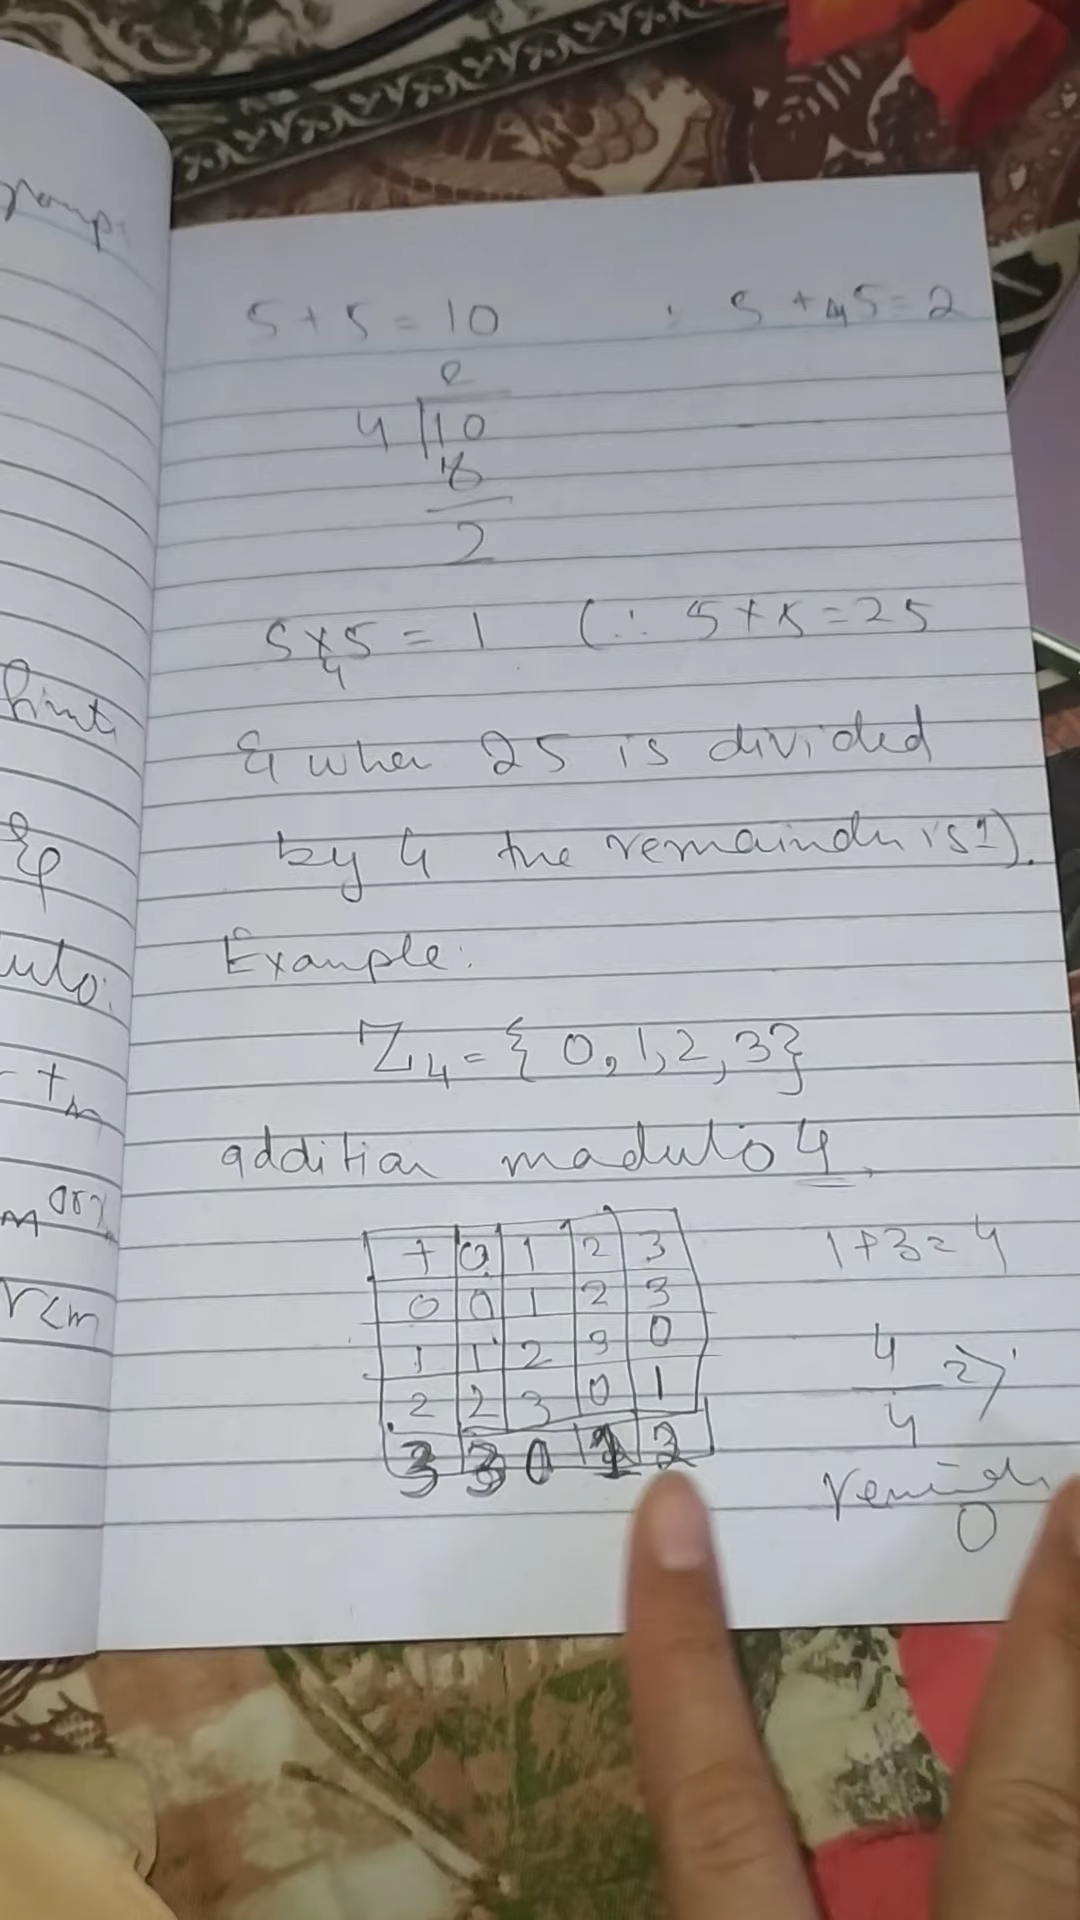 group:
5 + 5 = 10 : 5 +4 5 = 2
2
4 10
8
2
5 ×4 5 = 1 (∵ 5 + 5 = 25
& when 25 is divided
by 4 the remainder is 1).
Example:
Z4 = { 0, 1, 2, 3}
addition modulo 4
+ 0 1 2 3
0 0 1 2 3
1 1 2 3 0
2 2 3 0 1
3 3 0 1 2
1 + 3 = 4
4
4
0
+m
r<m